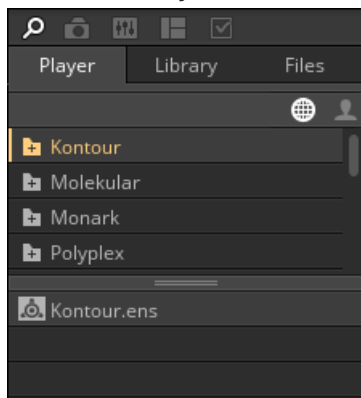 Player Library Files
Kontour
Molekular
Monark
Polyplex
Kontour.ens